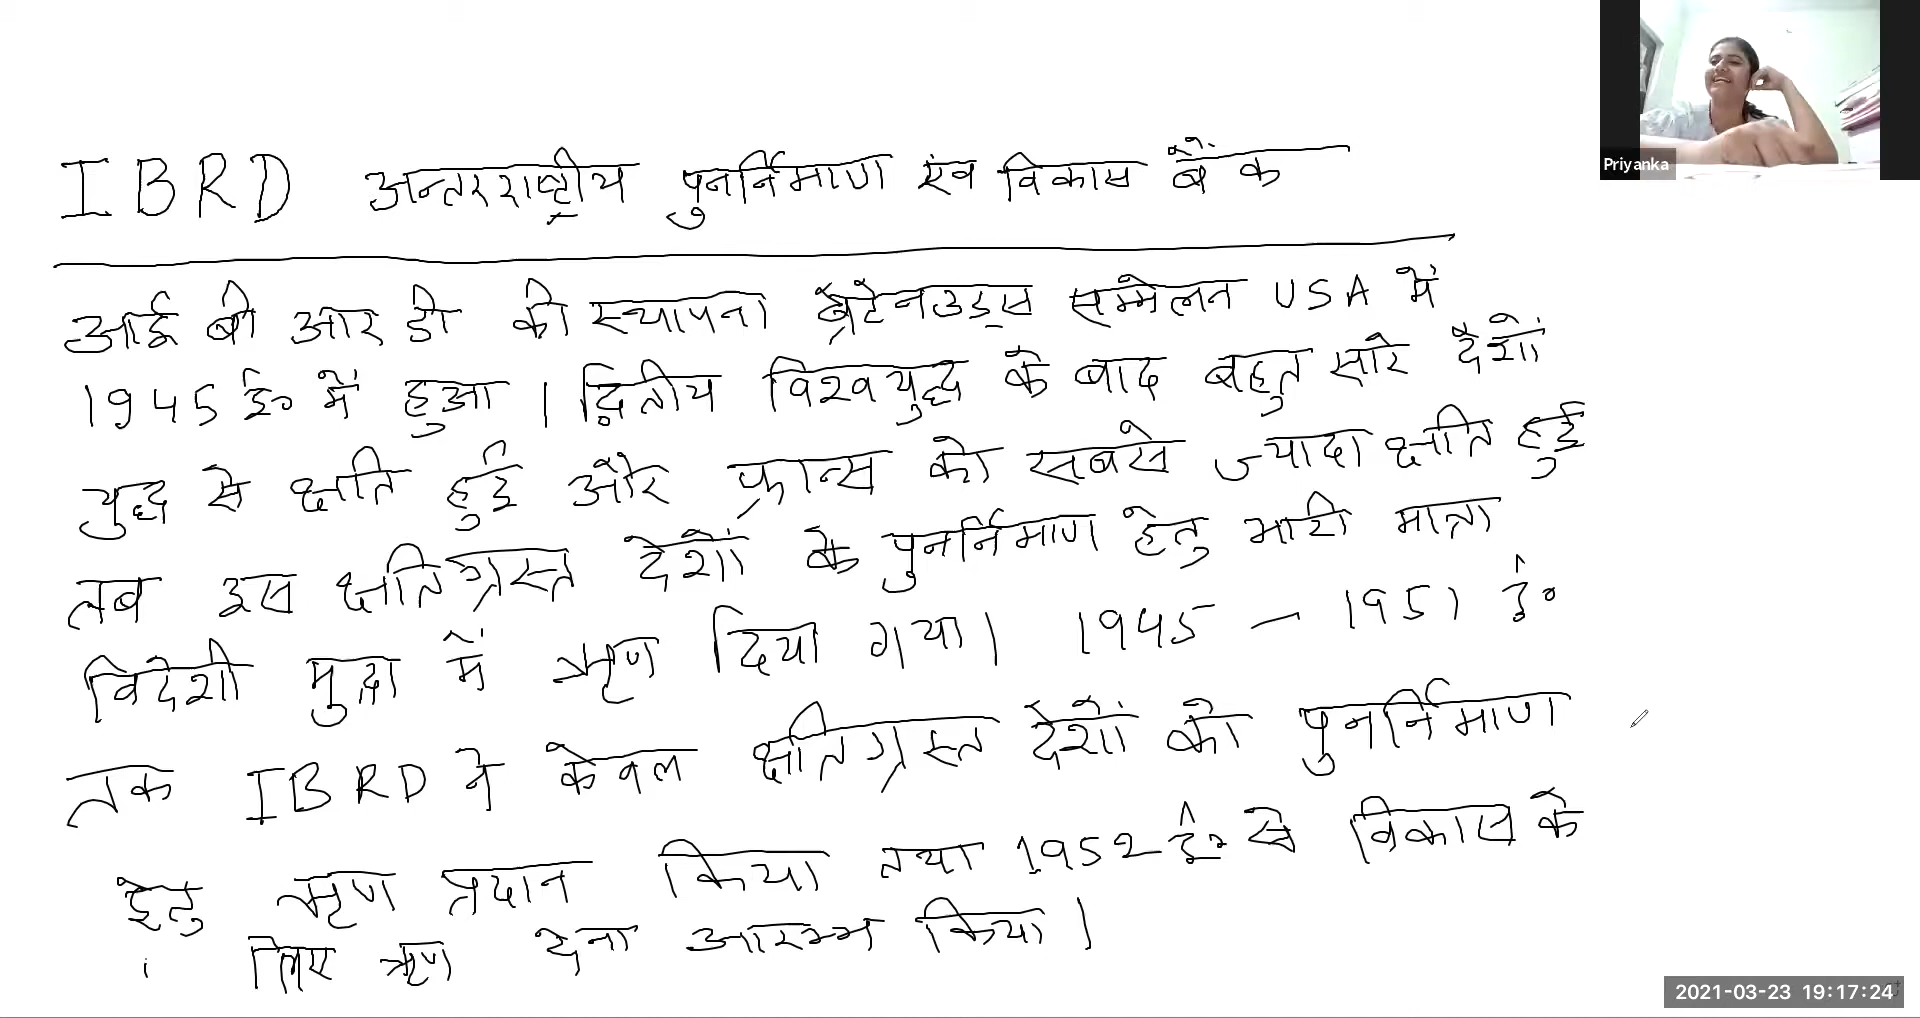 Priyanka
IBRD अन्तरराष्ट्रीय पुनर्निमाण एंव विकास बैंक
आई बी आर डी की स्थापना ब्रेटेनउड्स सम्मेलन USA में
1945 ई० में हुआ । द्वितीय विश्वयुद्ध के बाद बहुत सारे देशों
युद्ध से क्षति हुई और फ्रान्स को सबसे ज्यादा क्षति हुई
तब इस क्षतिग्रस्त देशों के पुनर्निमाण हेतु भारी मात्रा
विदेशी मुद्रा में ऋण दिया गया। 1945 - 1951 ई०
तक IBRD ने केवल क्षतिग्रस्त देशों को पुनर्निमाण
हेतु ऋण प्रदान किया तथा 1952 ई० से विकास के
लिए ऋण देना आरम्भ किया।
2021-03-23 19:17:24